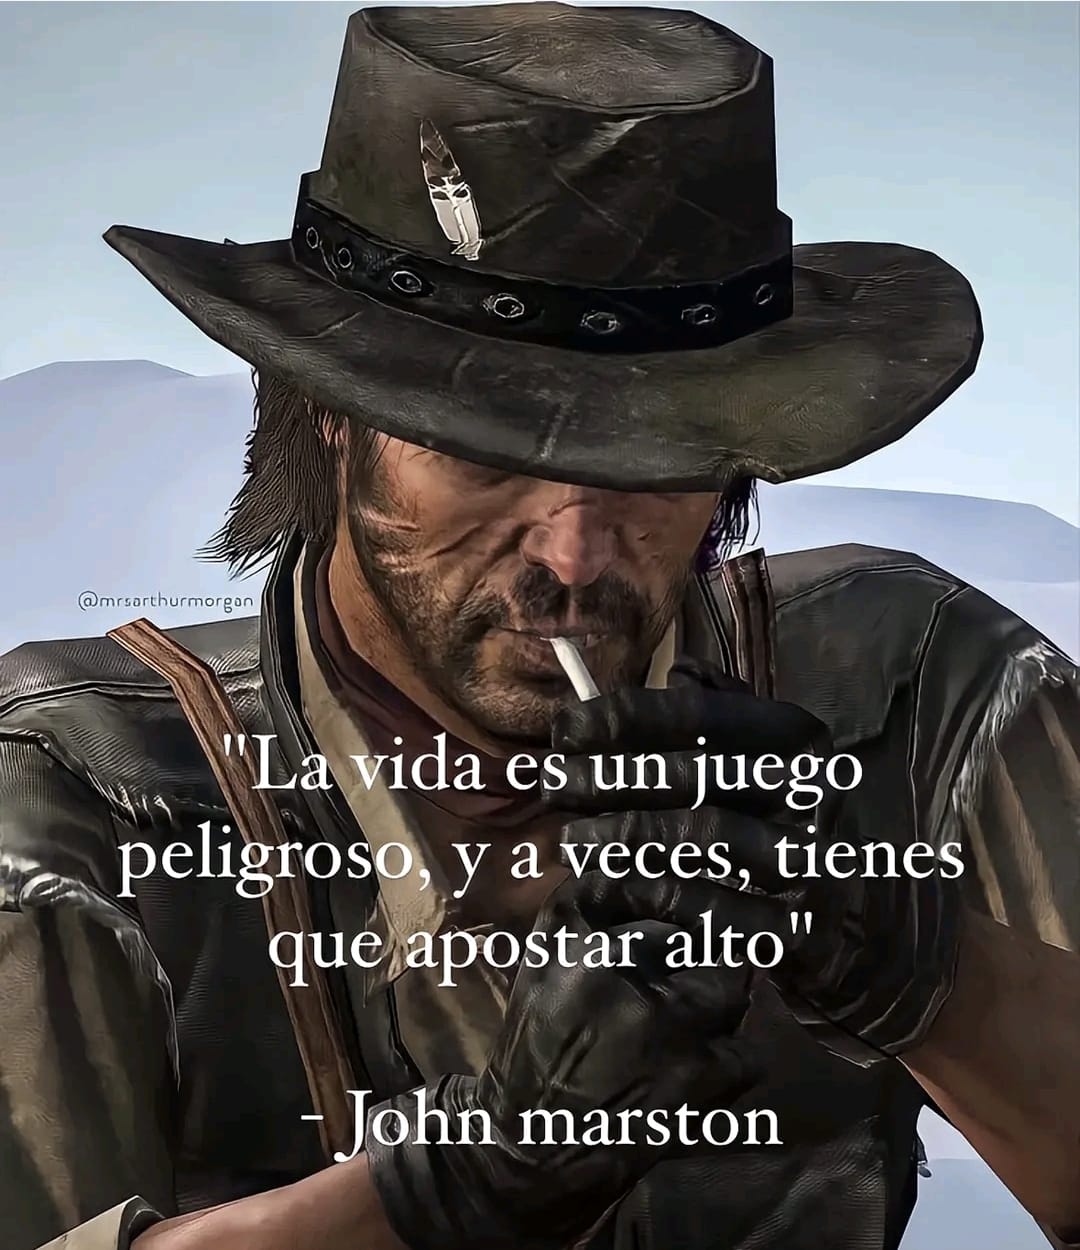 @mrsarthurmorgan
"La vida es un juego
peligroso, y a veces, tienes
que apostar alto"
- John marston